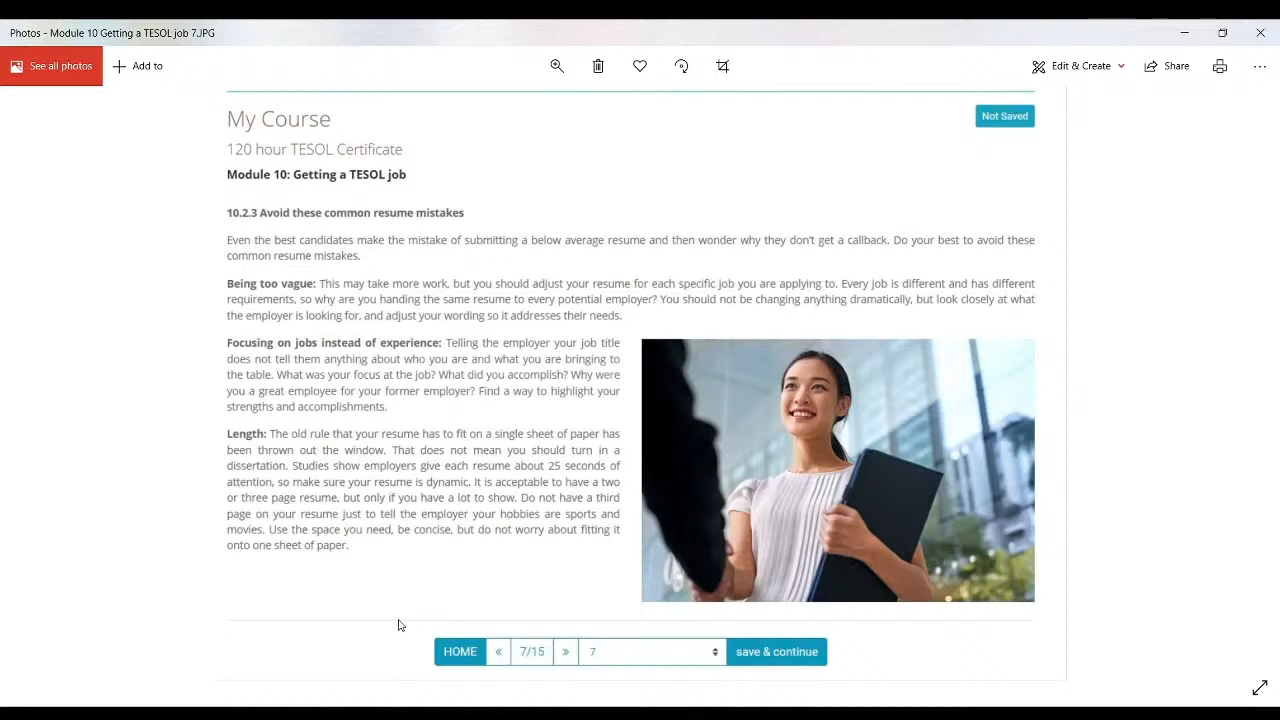 Photos - Module 10 Getting a TESOL job 7.JPG
See all photos
Add to
Edit & Create
Share
My Course
Not Saved
120 hour TESOL Certificate
Module 10: Getting a TESOL job
10.2.3 Avoid these common resume mistakes
Even the best candidates make the mistake of submitting a below average resume and then wonder why they don't get a callback. Do your best to avoid these
common resume mistakes.
Being too vague: This may take more work, but you should adjust your resume for each specific job you are applying to. Every job is different and has different
requirements, so why are you handing the same resume to every potential employer? You should not be changing anything dramatically, but look closely at what
the employer is looking for, and adjust your wording so it addresses their needs.
Focusing on jobs instead of experience: Telling the employer your job title
does not tell them anything about who you are and what you are bringing to
the table. What was your focus at the job? What did you accomplish? Why were
you a great employee for your former employer? Find a way to highlight your
strengths and accomplishments.
Length: The old rule that your resume has to fit on a single sheet of paper has
been thrown out the window. That does not mean you should turn in a
dissertation. Studies show employers give each resume about 25 seconds of
attention, so make sure your resume is dynamic. It is acceptable to have a two
or three page resume, but only if you have a lot to show. Do not have a third
page on your resume just to tell the employer your hobbies are sports and
movies. Use the space you need, be concise, but do not worry about fitting it
onto one sheet of paper.
HOME « 7/15 » 7 save & continue